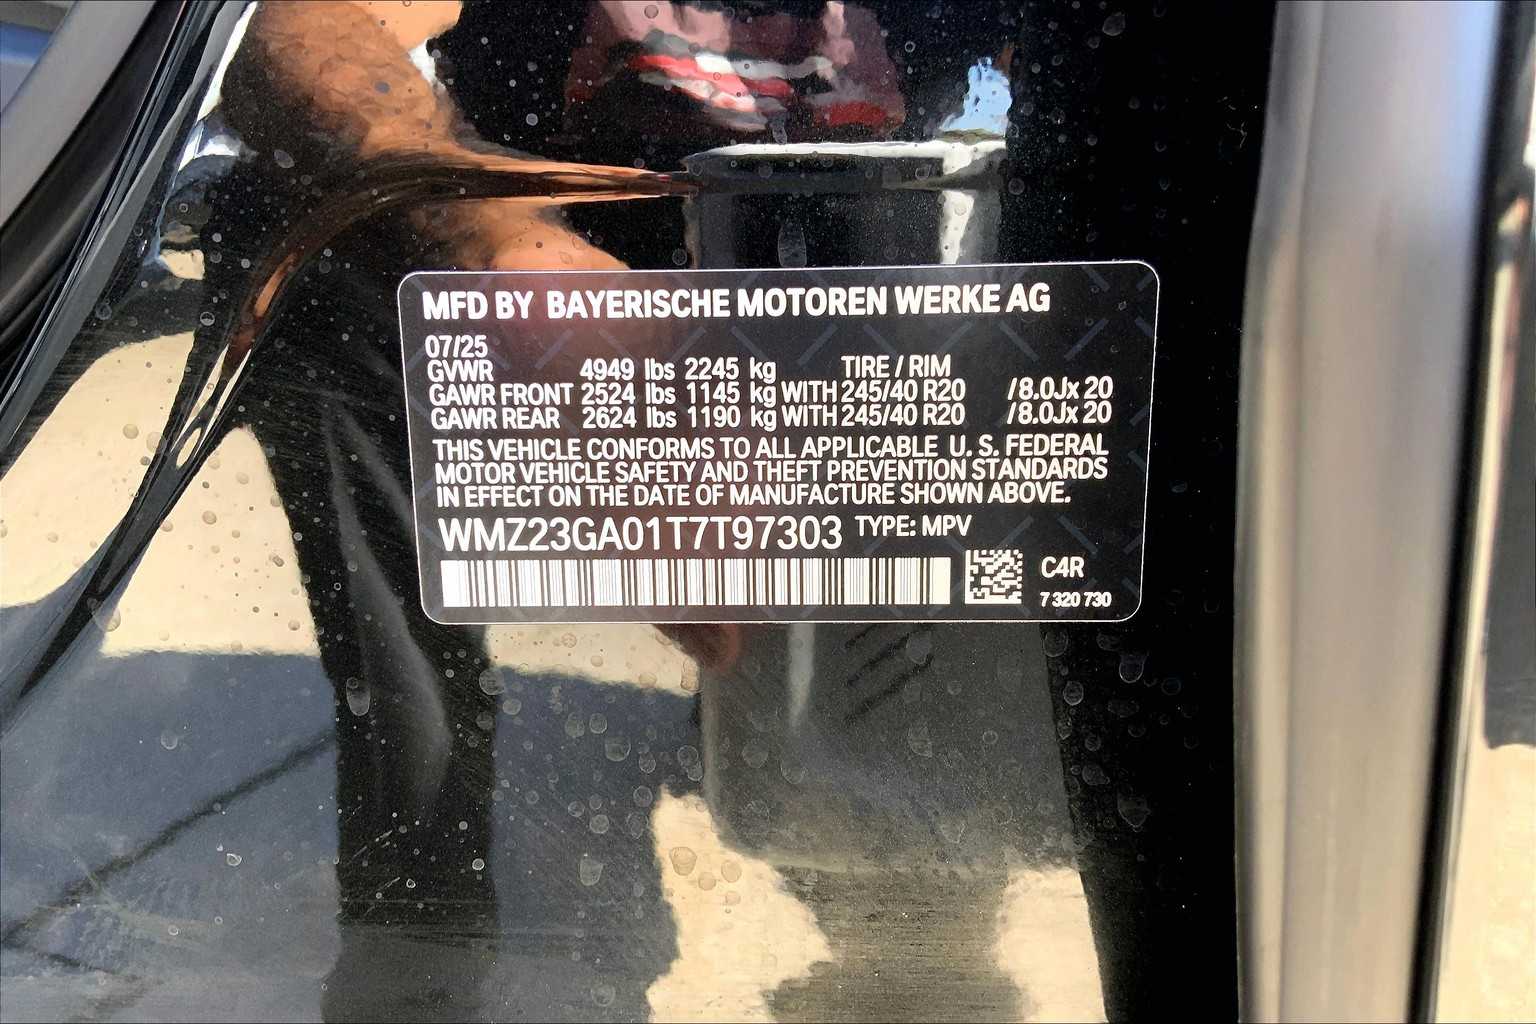 MFD BY BAYERISCHE MOTOREN WERKE AG
07/25
GVWR 4949 lbs 2245 kg TIRE / RIM
GAWR FRONT 2524 lbs 1145 kg WITH 245/40 R20 /8.0Jx 20
GAWR REAR 2624 lbs 1190 kg WITH 245/40 R20 /8.0Jx 20
THIS VEHICLE CONFORMS TO ALL APPLICABLE U. S. FEDERAL
MOTOR VEHICLE SAFETY AND THEFT PREVENTION STANDARDS
IN EFFECT ON THE DATE OF MANUFACTURE SHOWN ABOVE.
WMZ23GA01T7T97303 TYPE: MPV
C4R
7 320 730